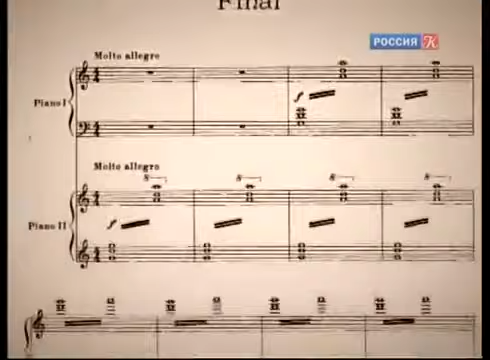 Final
РОССИЯ К
Molto allegro
Piano I
Molto allegro
Piano II